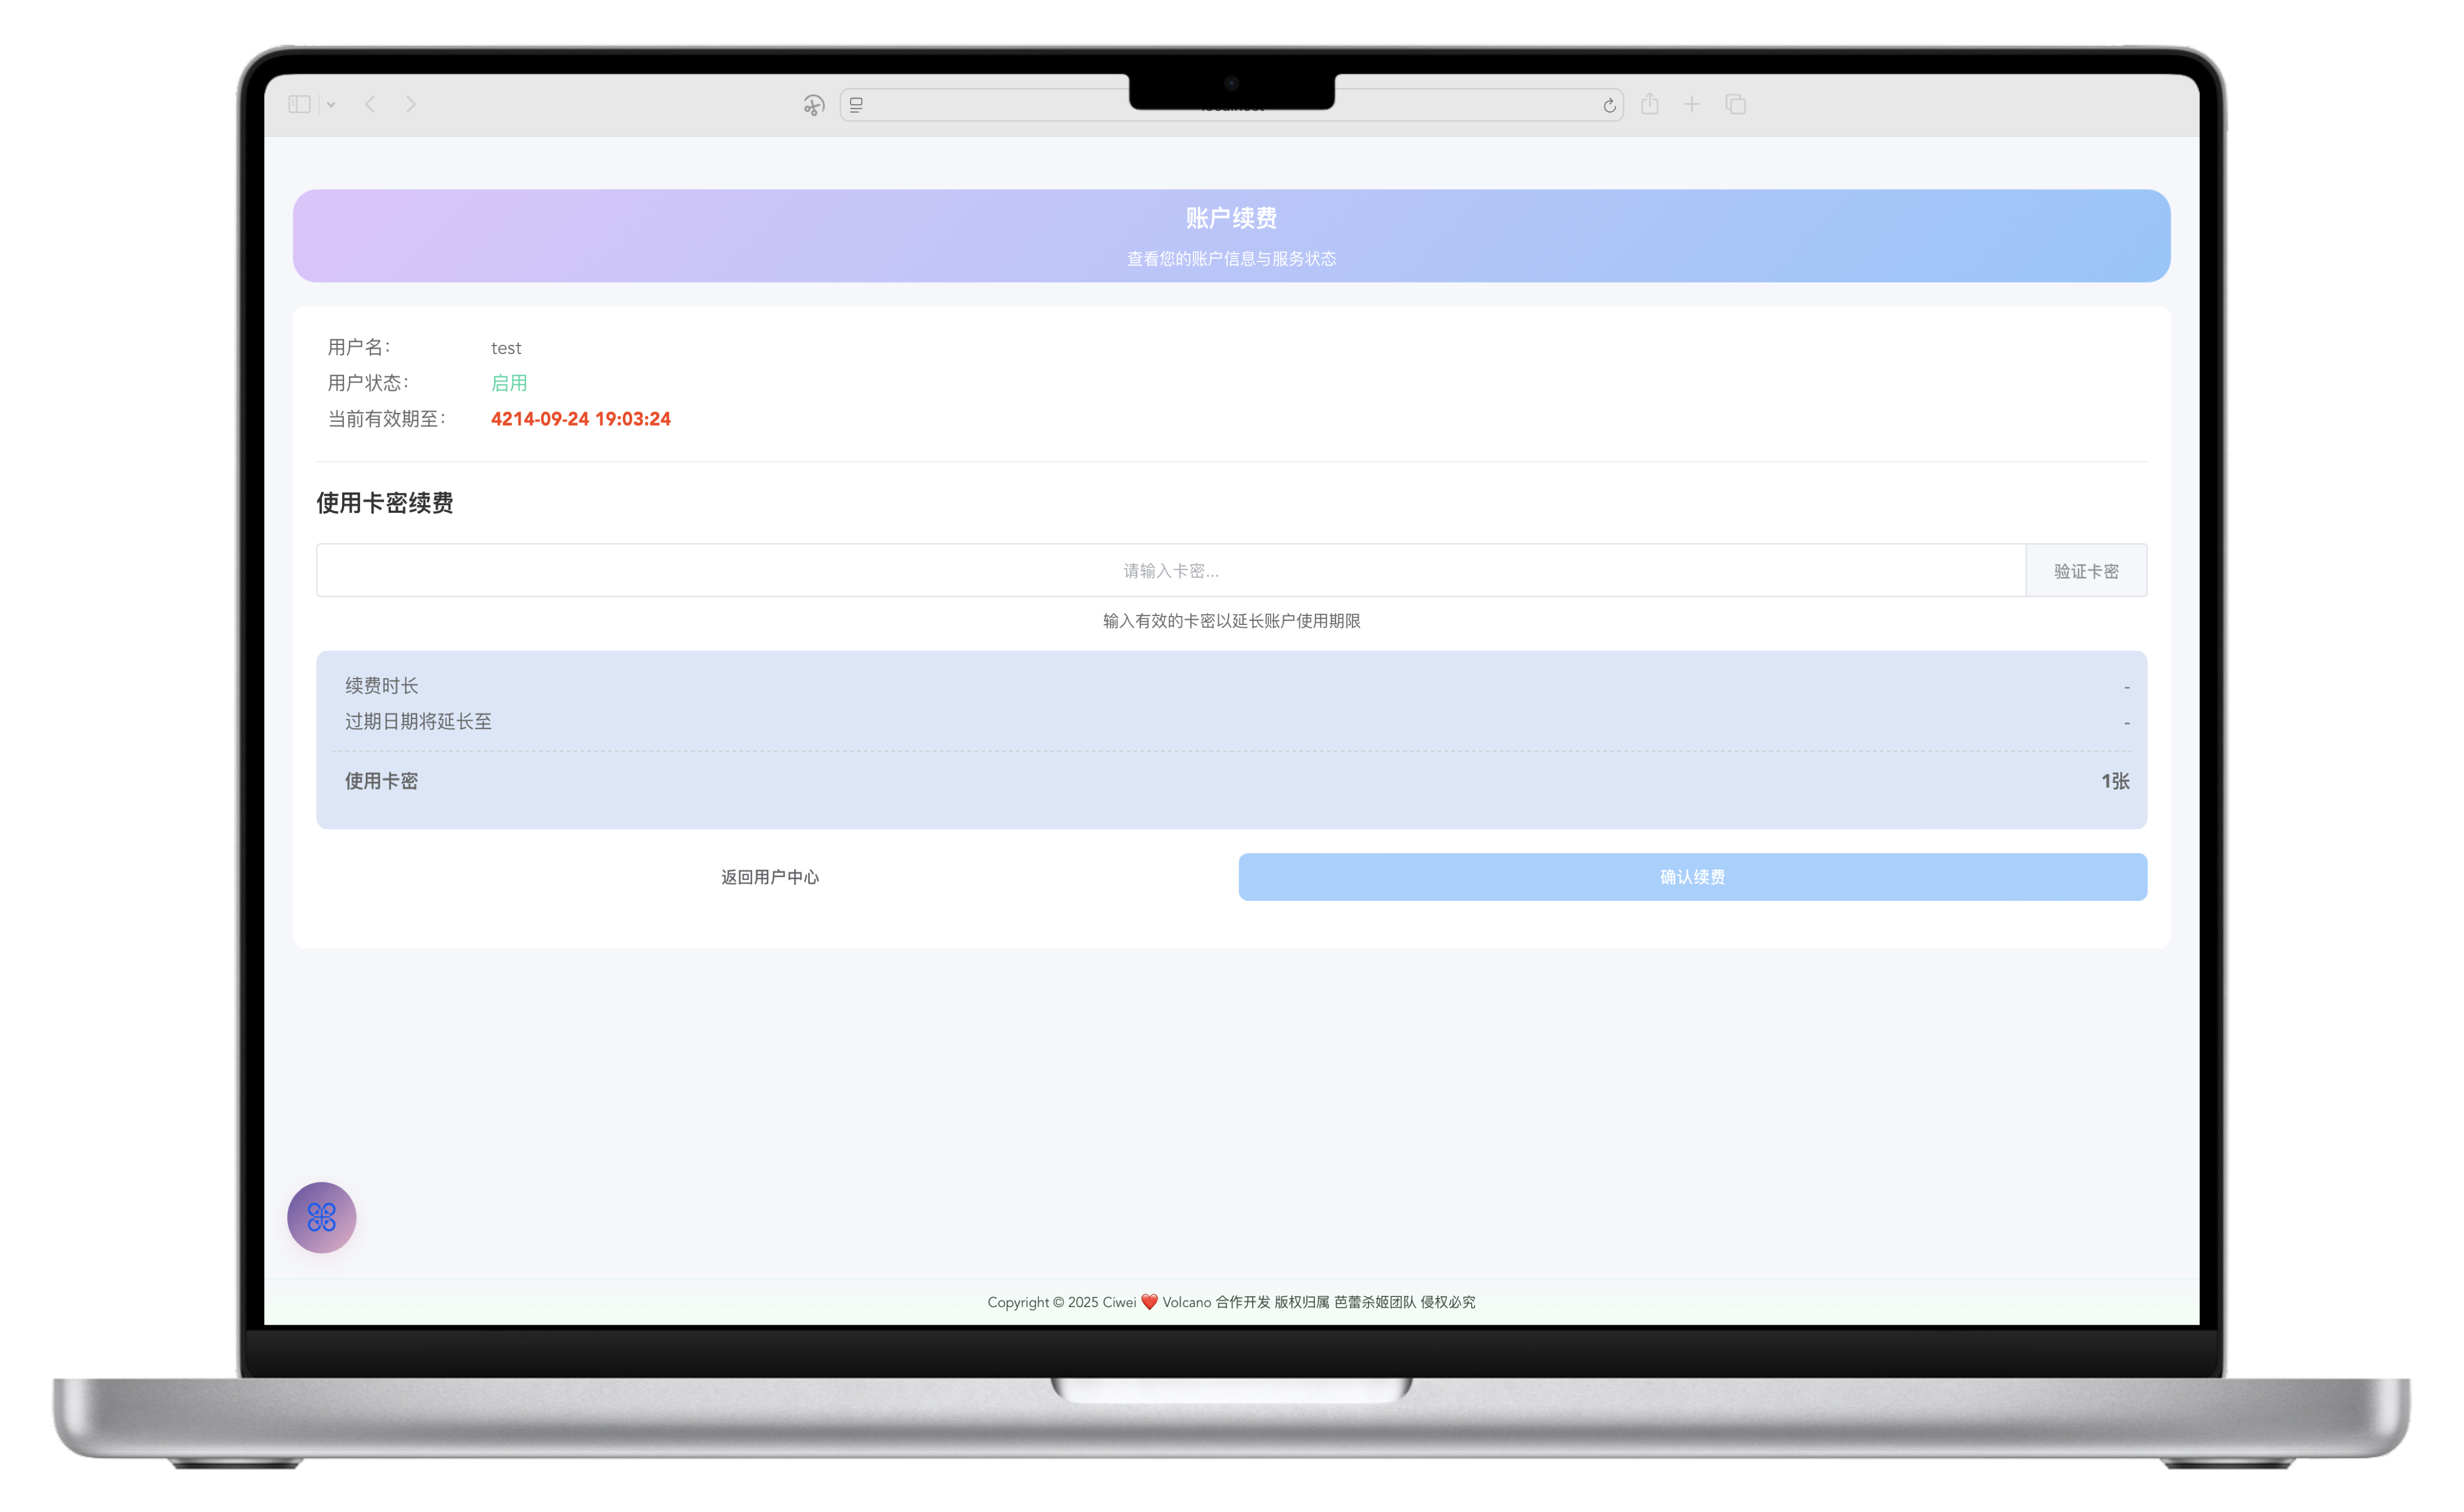 账户续费
查看您的账户信息与服务状态
用户名： test
用户状态： 启用
当前有效期至： 4214-09-24 19:03:24
使用卡密续费
请输入卡密... 验证卡密
输入有效的卡密以延长账户使用期限
续费时长 -
过期日期将延长至 -
使用卡密 1张
返回用户中心 确认续费
Copyright © 2025 Ciwei ❤️ Volcano 合作开发 版权归属 芭蕾杀姬团队 侵权必究